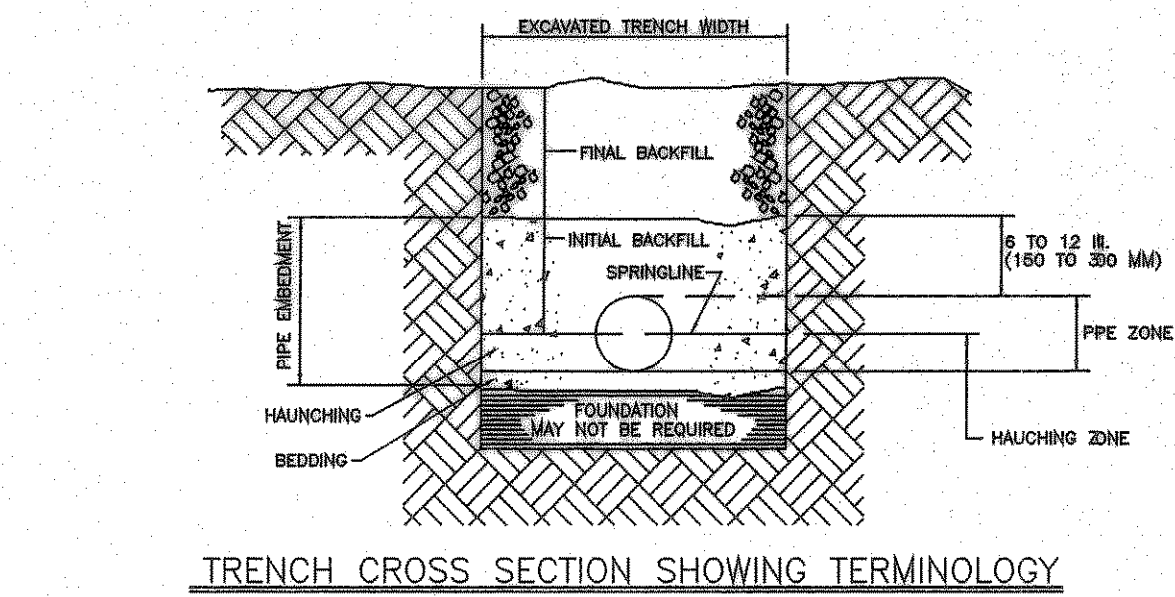 EXCAVATED TRENCH WIDTH
FINAL BACKFILL
INITIAL BACKFILL
SPRINGLINE
6 TO 12 IN.
(150 TO 300 MM)
PIPE EMBEDMENT
PPE ZONE
HAUNCHING
FOUNDATION
MAY NOT BE REQUIRED
HAUCHING ZONE
BEDDING
TRENCH CROSS SECTION SHOWING TERMINOLOGY